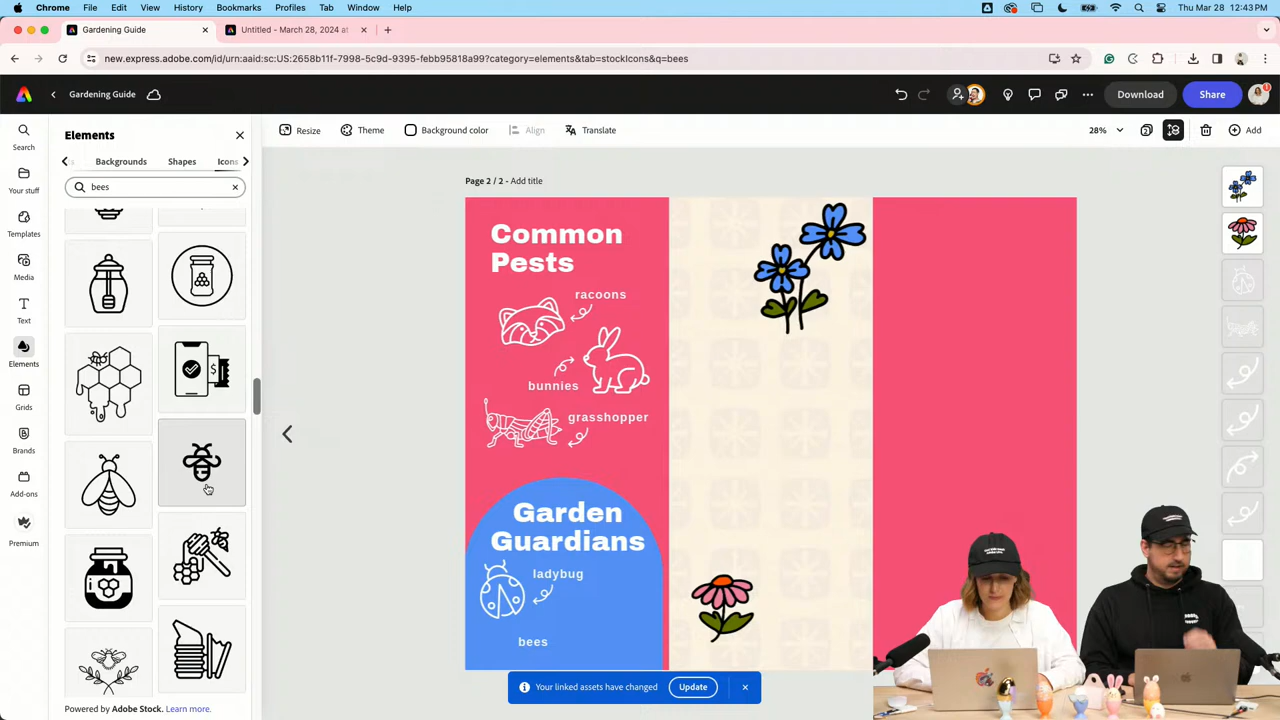 Chrome File Edit View History Bookmarks Profiles Tab Window Help
Thu Mar 28 12:43 PM
Gardening Guide
Untitled - March 28, 2024 at
new.express.adobe.com/id/urn:aaid:sc:US:2658b11f-7998-5c9d-9395-febb95818a99?category=elements&tab=stockIcons&q=bees
Gardening Guide
Download
Share
Search
Your stuff
Templates
Media
Text
Elements
Grids
Brands
Add-ons
Premium
Elements
Backgrounds Shapes Icons
bees
Powered by Adobe Stock. Learn more.
Resize Theme Background color Align Translate
28%
2
Add
Page 2 / 2 - Add title
Common
Pests
racoons
bunnies
grasshopper
Garden
Guardians
ladybug
bees
Your linked assets have changed
Update